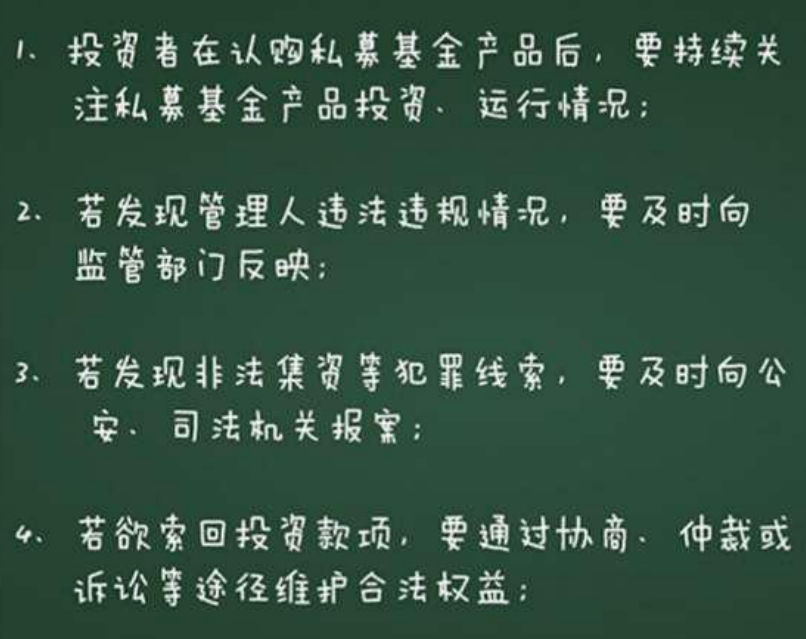 1、投资者在认购私募基金产品后，要持续关
注私募基金产品投资、运行情况；
2、若发现管理人违法违规情况，要及时向
监管部门反映；
3、若发现非法集资等犯罪线索，要及时向公
安、司法机关报案；
4、若欲索回投资款项，要通过协商、仲裁或
诉讼等途径维护合法权益；